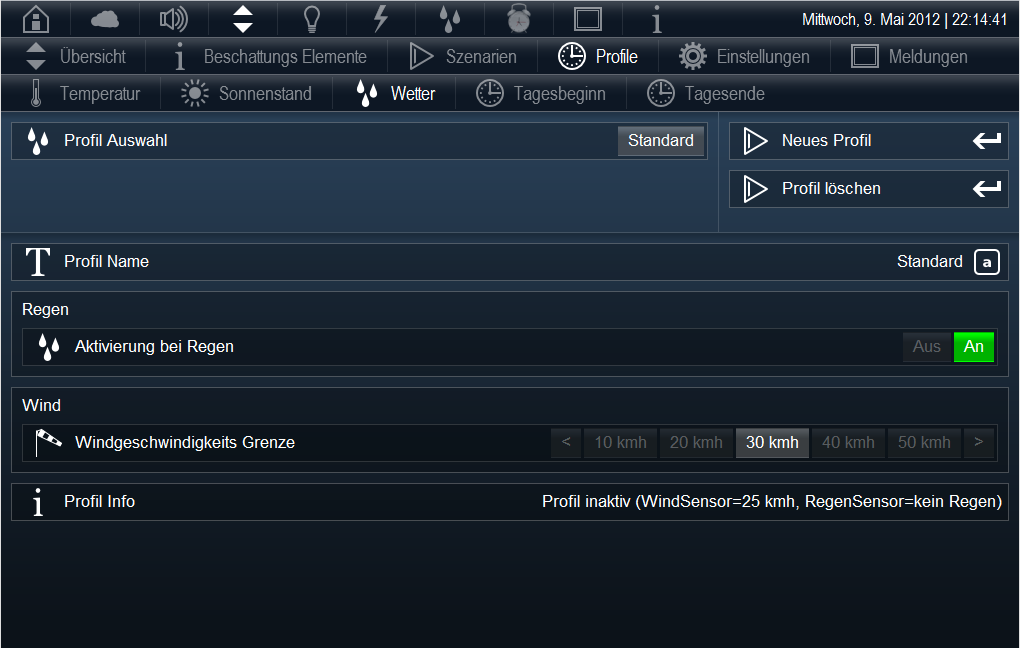 Mittwoch, 9. Mai 2012 | 22:14:41
Übersicht Beschattungs Elemente Szenarien Profile Einstellungen Meldungen
Temperatur Sonnenstand Wetter Tagesbeginn Tagesende
Profil Auswahl Standard Neues Profil
Profil löschen
T Profil Name Standard a
Regen
Aktivierung bei Regen Aus An
Wind
Windgeschwindigkeits Grenze < 10 kmh 20 kmh 30 kmh 40 kmh 50 kmh >
i Profil Info Profil inaktiv (WindSensor=25 kmh, RegenSensor=kein Regen)